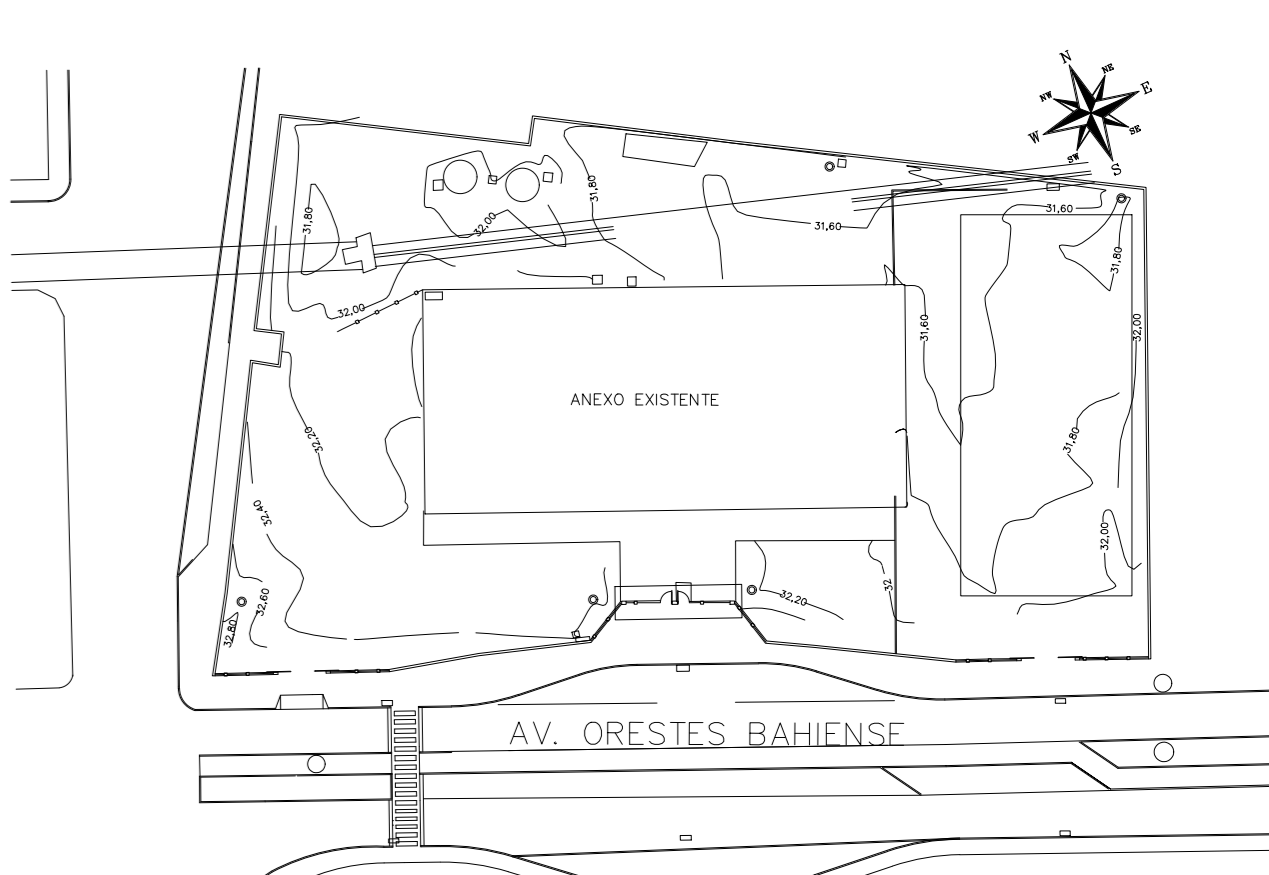 N
NE
NW
E
W
SE
SW
S
31,80
31,80
32,00
31,60
31,60
31,80
32,00
32,00
31,60
ANEXO EXISTENTE
32,20
31,80
32,40
32,00
32
32,60
32,20
32,80
AV. ORESTES BAHIENSE